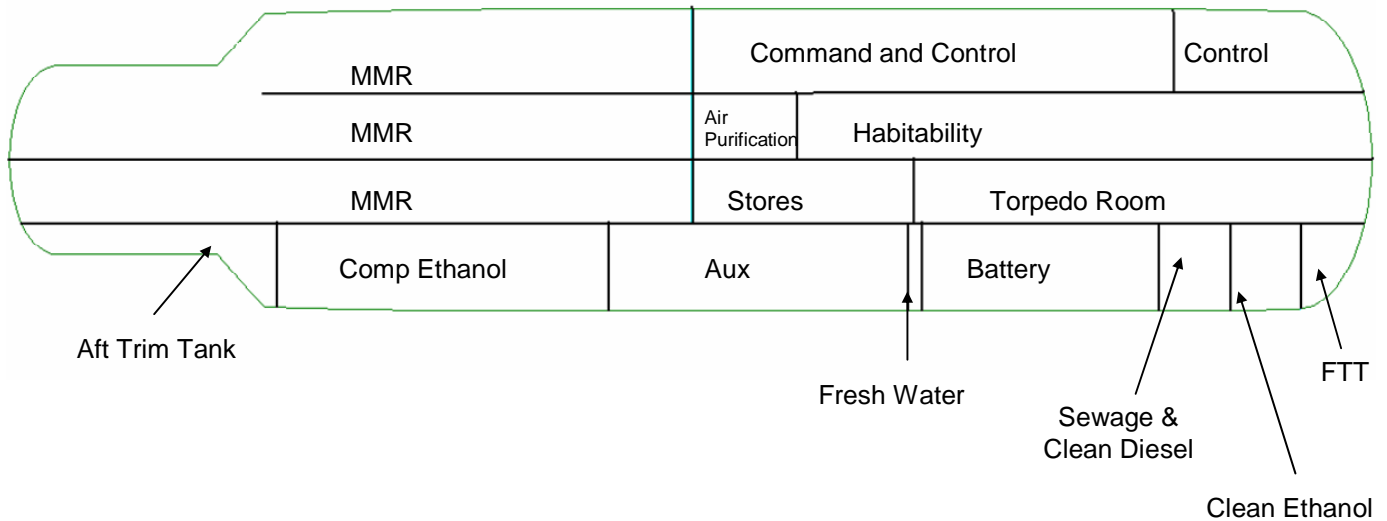 Command and Control
Control
MMR
Air
Purification
MMR
Habitability
MMR
Stores
Torpedo Room
Comp Ethanol
Aux
Battery
Aft Trim Tank
Fresh Water
FTT
Sewage &
Clean Diesel
Clean Ethanol